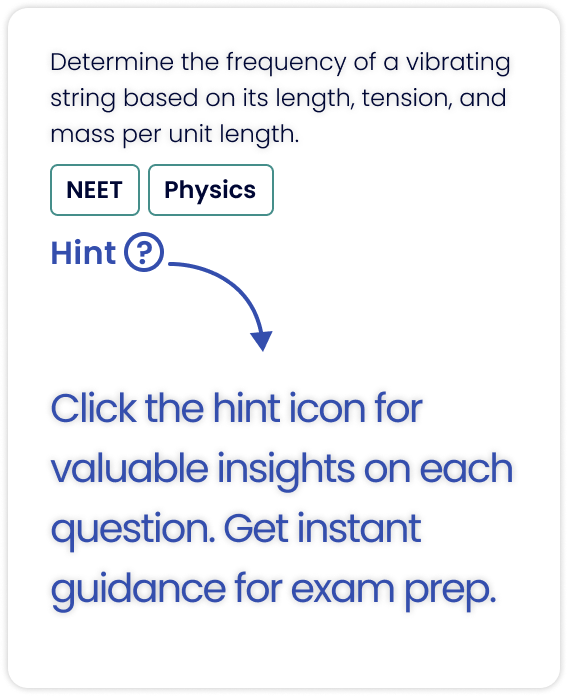 Determine the frequency of a vibrating
string based on its length, tension, and
mass per unit length.
NEET Physics
Hint ?
Click the hint icon for
valuable insights on each
question. Get instant
guidance for exam prep.